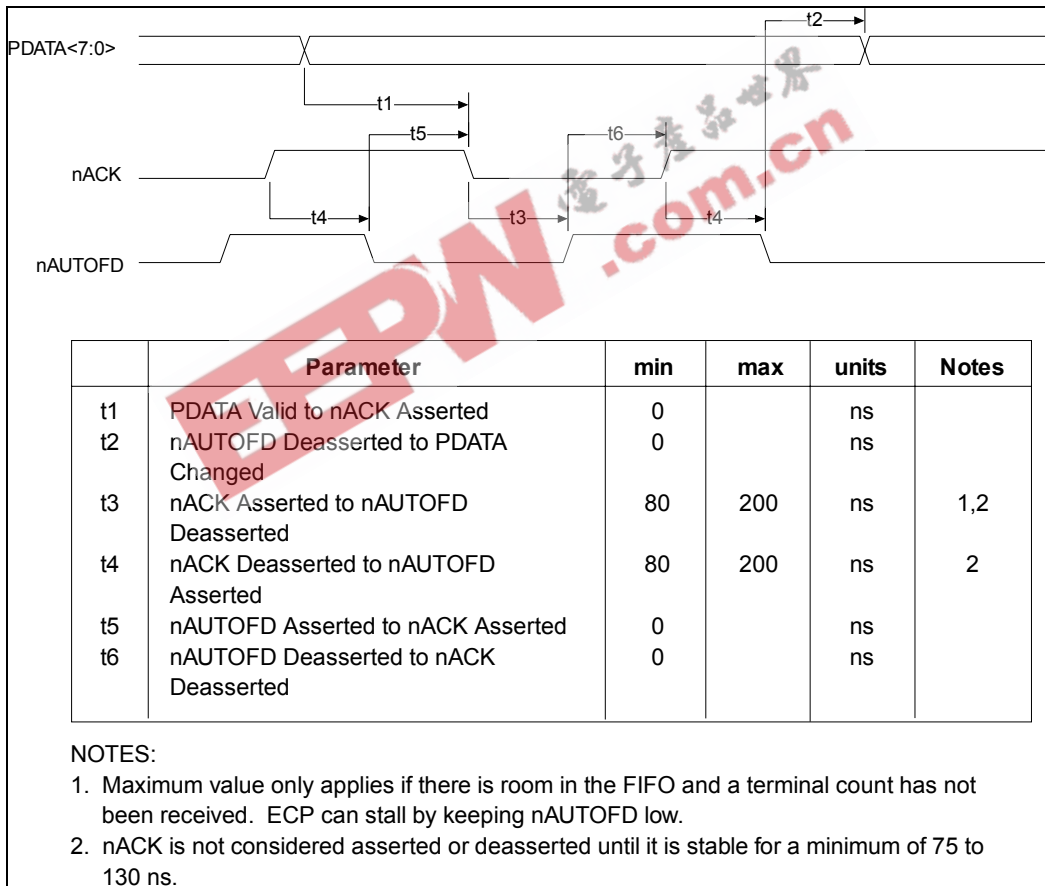 t2
PDATA<7:0>
t1
t5
t6
nACK
t4
t3
t4
nAUTOFD
EEPW .com.cn
电子产品世界
Parameter min max units Notes
t1 PDATA Valid to nACK Asserted 0 ns
t2 nAUTOFD Deasserted to PDATA 0 ns
Changed
t3 nACK Asserted to nAUTOFD 80 200 ns 1,2
Deasserted
t4 nACK Deasserted to nAUTOFD 80 200 ns 2
Asserted
t5 nAUTOFD Asserted to nACK Asserted 0 ns
t6 nAUTOFD Deasserted to nACK 0 ns
Deasserted
NOTES:
1. Maximum value only applies if there is room in the FIFO and a terminal count has not
been received. ECP can stall by keeping nAUTOFD low.
2. nACK is not considered asserted or deasserted until it is stable for a minimum of 75 to
130 ns.